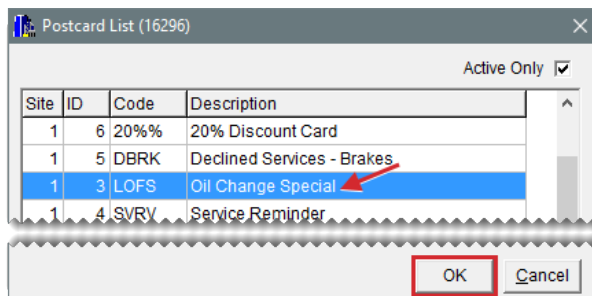 Postcard List (16296)
Active Only
Site ID Code Description
1 6 20%% 20% Discount Card
1 5 DBRK Declined Services - Brakes
1 3 LOFS Oil Change Special
1 4 SVRV Service Reminder
OK Cancel